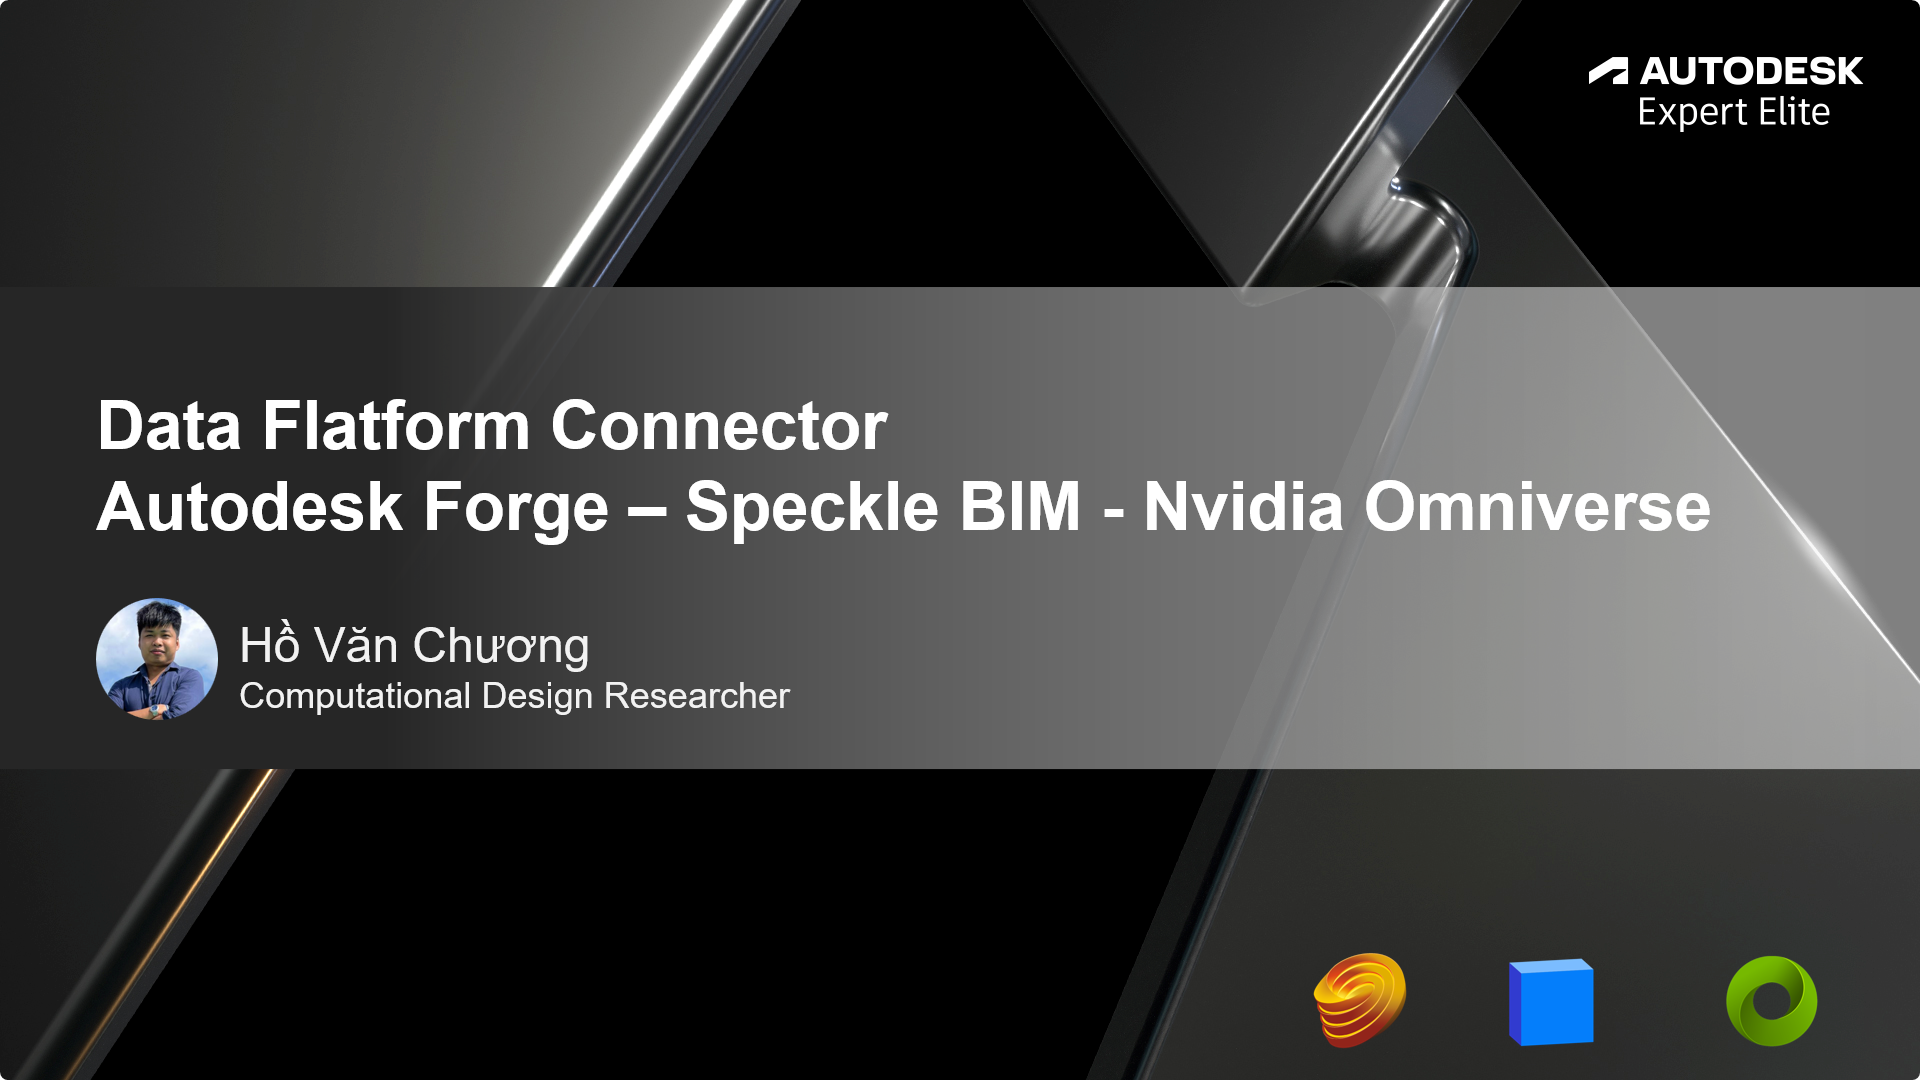 AUTODESK
Expert Elite
Data Flatform Connector
Autodesk Forge – Speckle BIM - Nvidia Omniverse
Hồ Văn Chương
Computational Design Researcher